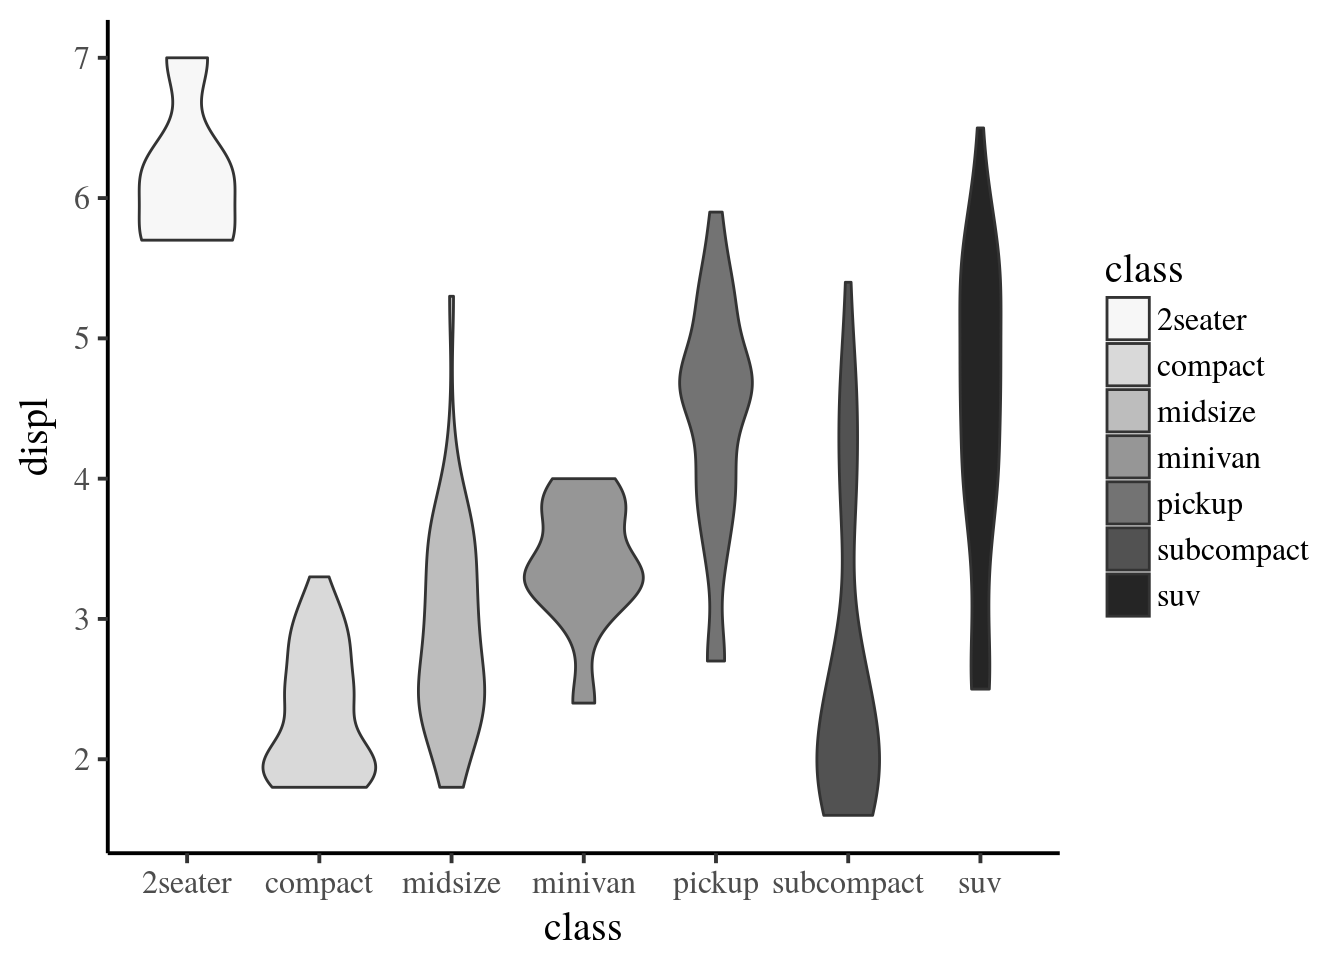 7
6
5
4
3
2
displ
2seater compact midsize minivan pickup subcompact suv
class
class
2seater
compact
midsize
minivan
pickup
subcompact
suv